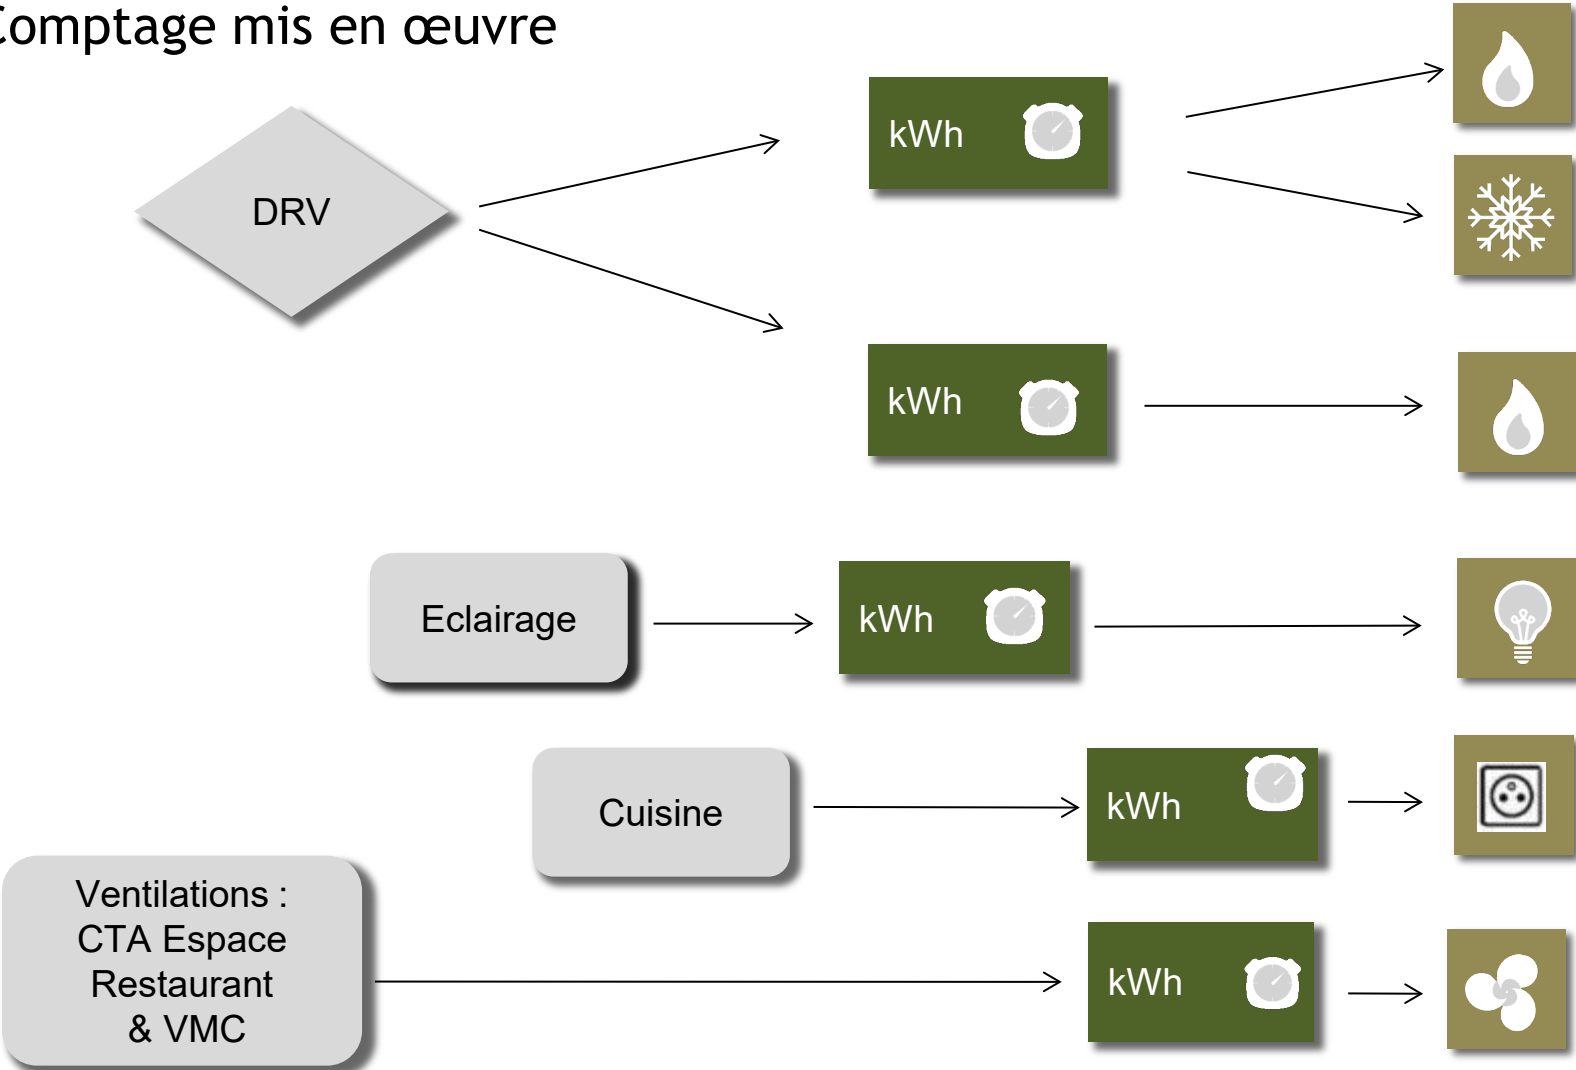 Comptage mis en œuvre
kWh
DRV
kWh
Eclairage
kWh
Cuisine
kWh
Ventilations :
CTA Espace
Restaurant
& VMC
kWh